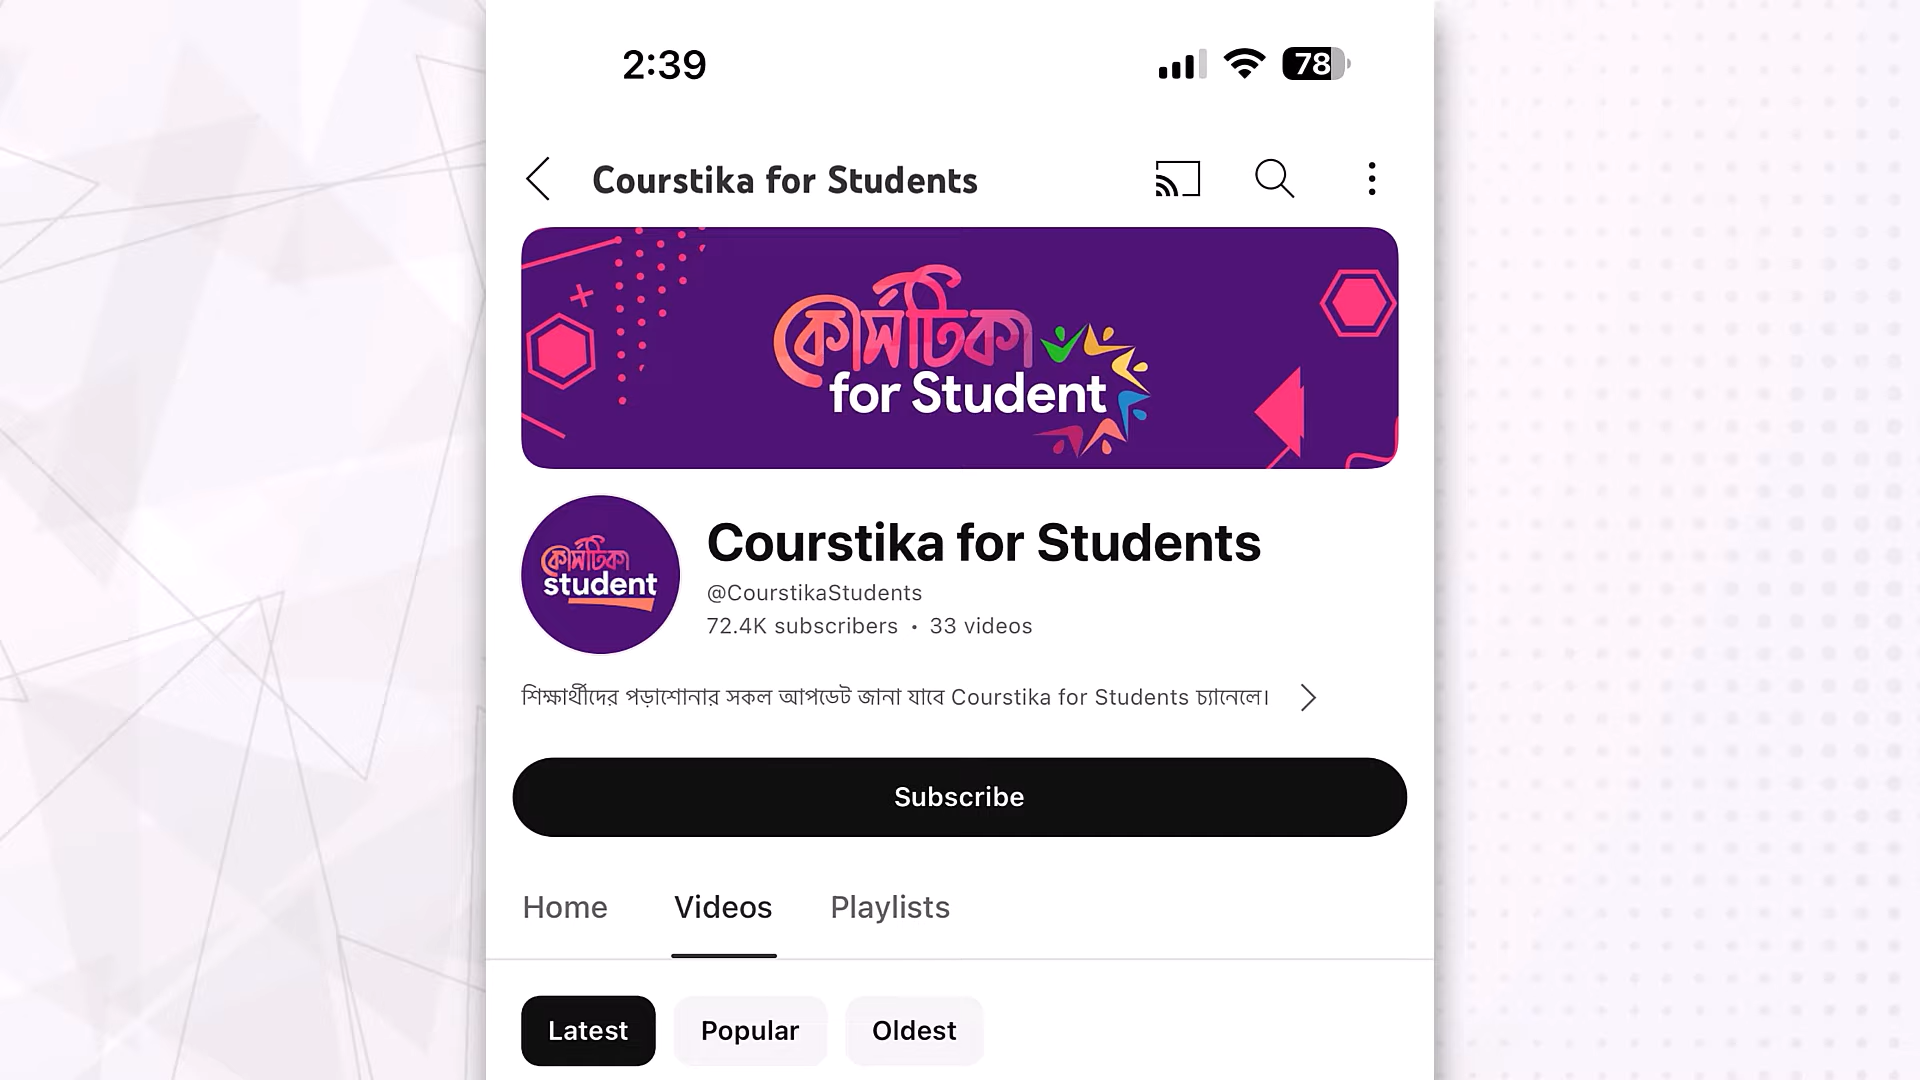 2:39
78
Courstika for Students
কোর্সটিকা
for Student
কোর্সটিকা
student
Courstika for Students
@CourstikaStudents
72.4K subscribers • 33 videos
শিক্ষার্থীদের পড়াশোনার সকল আপডেট জানা যাবে Courstika for Students চ্যানেলে।
Subscribe
Home Videos Playlists
Latest Popular Oldest